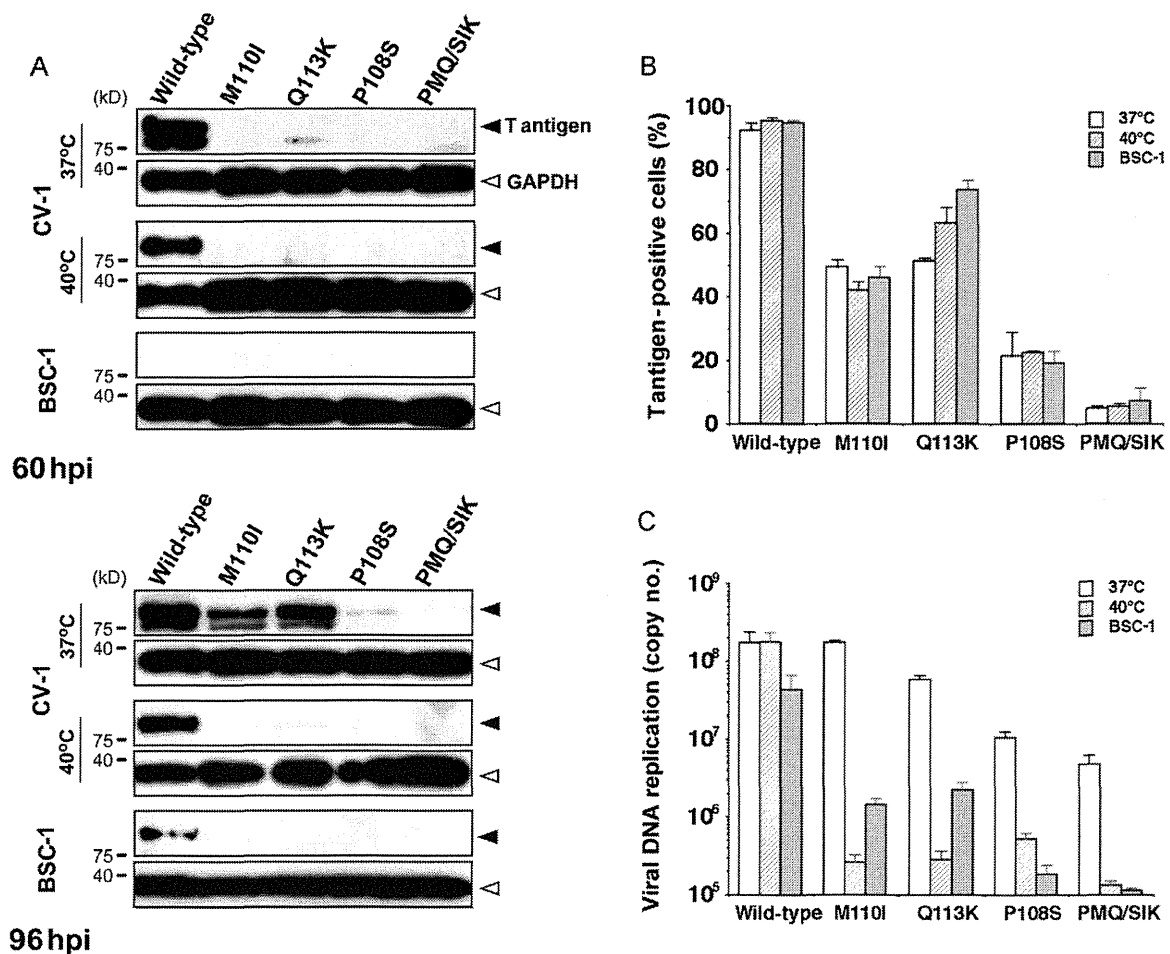 A
Wild-type
M110I
Q113K
P108S
PMQ/SIK
(kD)
CV-1
37°C
75
T antigen
40
GAPDH
40°C
75
40
BSC-1
75
40
60 hpi
Wild-type
M110I
Q113K
P108S
PMQ/SIK
(kD)
CV-1
37°C
75
40
40°C
75
40
BSC-1
75
40
96 hpi
B
Tantigen-positive cells (%)
100
80
60
40
20
0
37°C
40°C
BSC-1
Wild-type M110I Q113K P108S PMQ/SIK
C
Viral DNA replication (copy no.)
10⁹
10⁸
10⁷
10⁶
10⁵
37°C
40°C
BSC-1
Wild-type M110I Q113K P108S PMQ/SIK